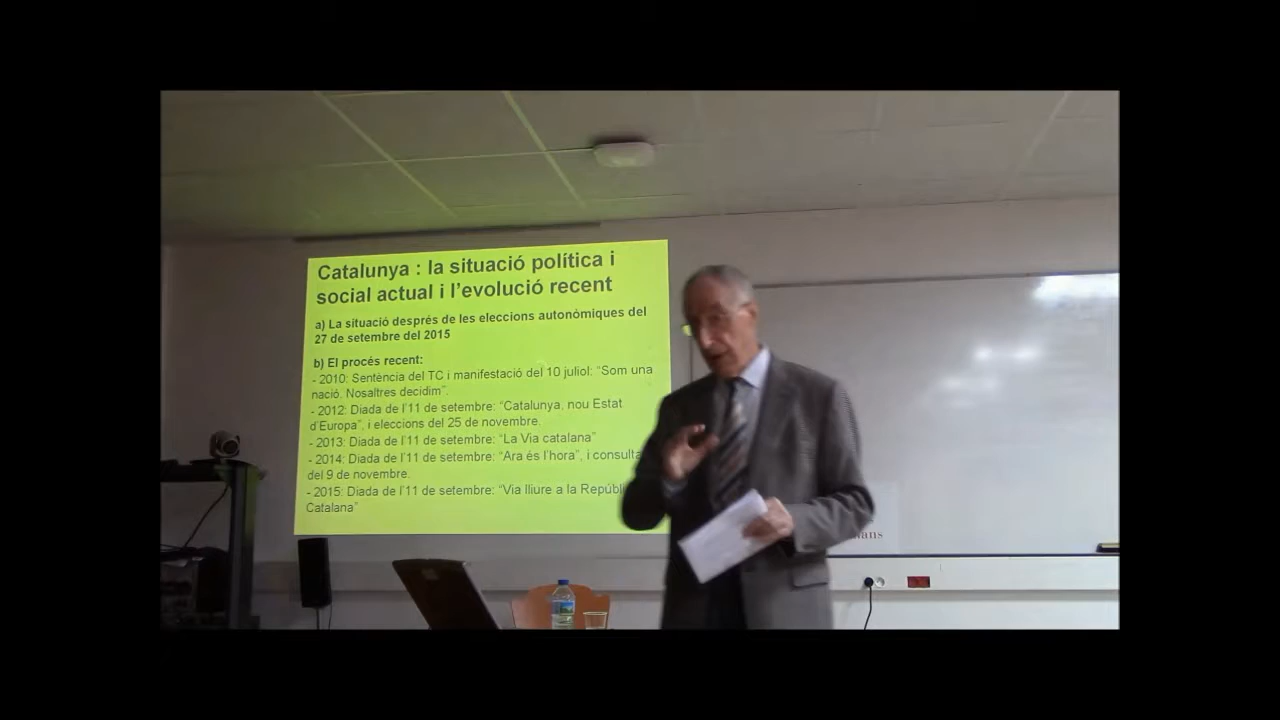 Catalunya : la situació política i
social actual i l’evolució recent
a) La situació després de les eleccions autonòmiques del
27 de setembre del 2015
b) El procés recent:
- 2010: Sentència del TC i manifestació del 10 juliol: “Som una
nació. Nosaltres decidim”.
- 2012: Diada de l’11 de setembre: “Catalunya, nou Estat
d’Europa”, i eleccions del 25 de novembre.
- 2013: Diada de l’11 de setembre: “La Via catalana”
- 2014: Diada de l’11 de setembre: “Ara és l’hora”, i consulta
del 9 de novembre.
- 2015: Diada de l’11 de setembre: “Via lliure a la
Catalana”